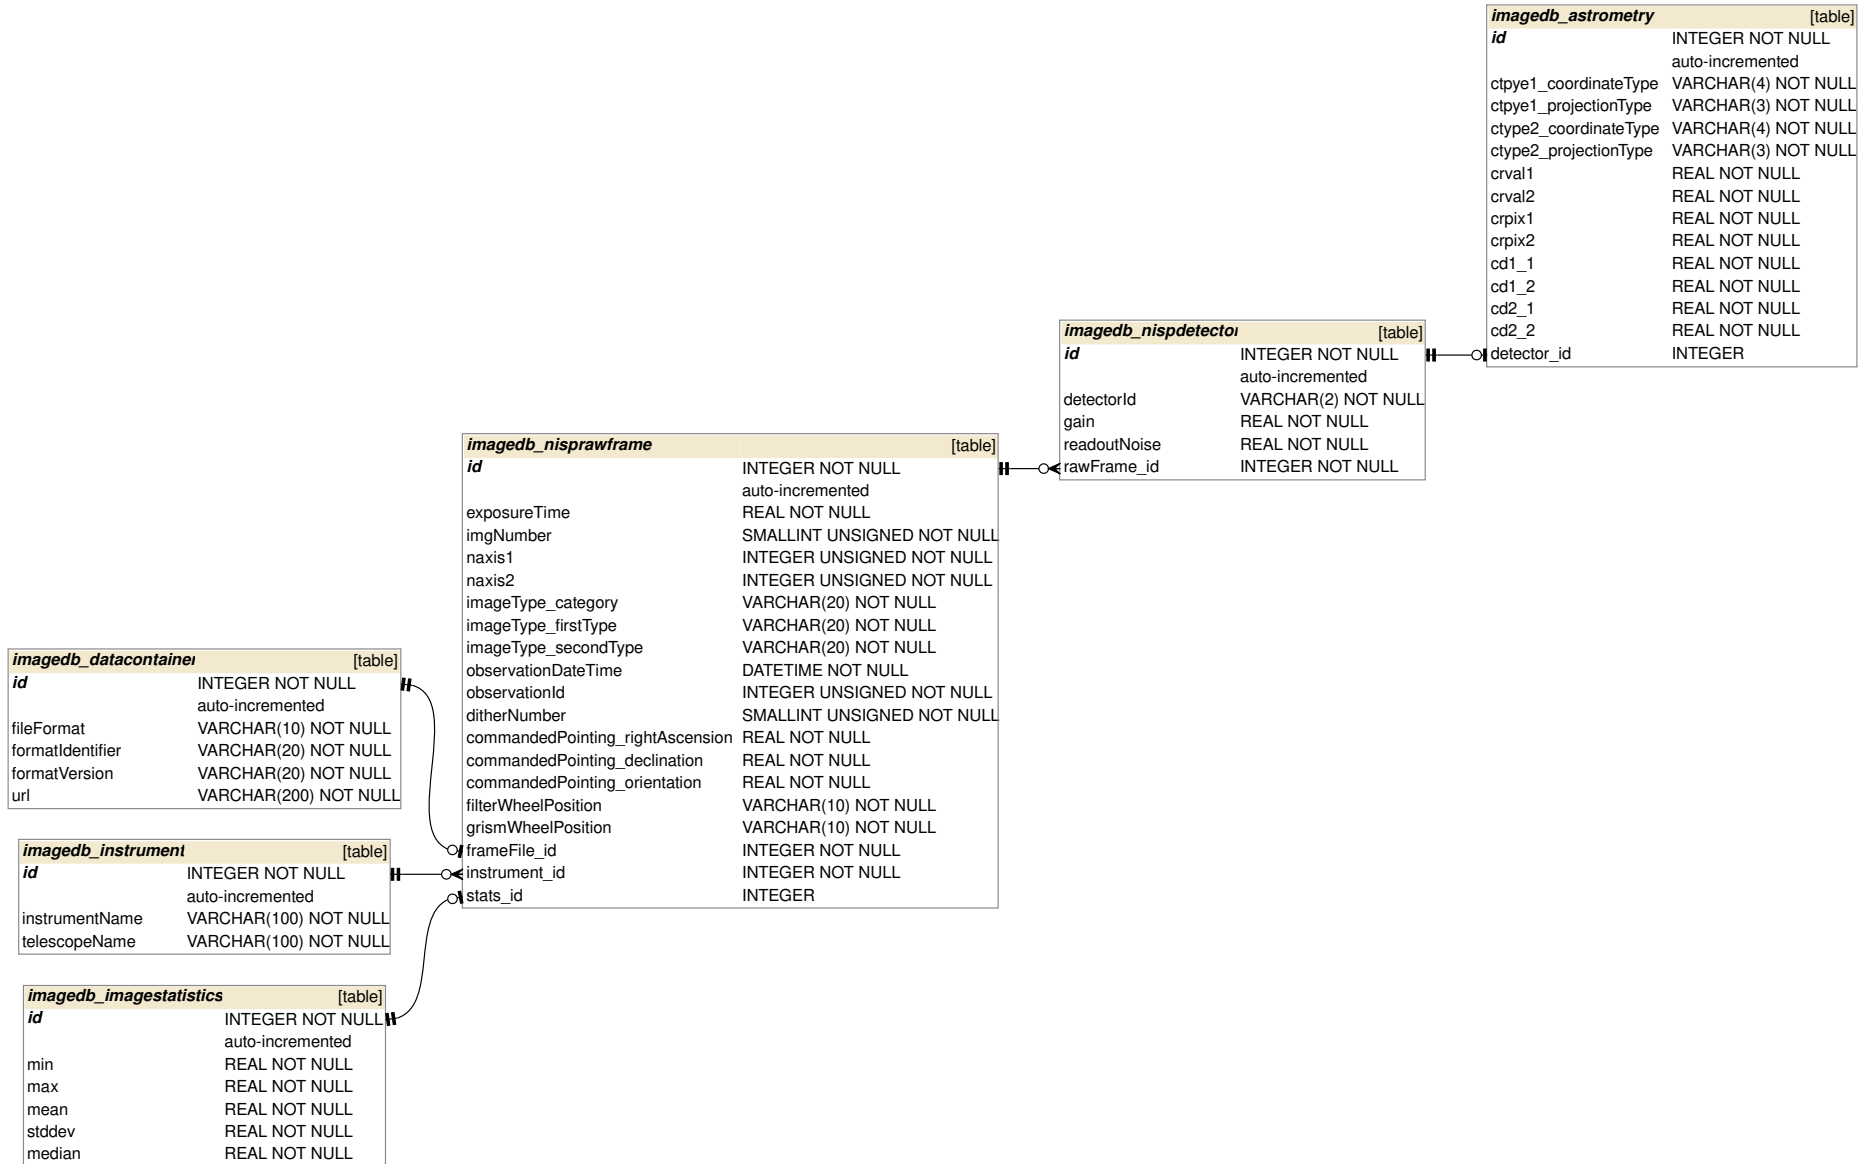 imagedb_astrometry [table]
id INTEGER NOT NULL
auto-incremented
ctpye1_coordinateType VARCHAR(4) NOT NULL
ctpye1_projectionType VARCHAR(3) NOT NULL
ctype2_coordinateType VARCHAR(4) NOT NULL
ctype2_projectionType VARCHAR(3) NOT NULL
crval1 REAL NOT NULL
crval2 REAL NOT NULL
crpix1 REAL NOT NULL
crpix2 REAL NOT NULL
cd1_1 REAL NOT NULL
cd1_2 REAL NOT NULL
cd2_1 REAL NOT NULL
cd2_2 REAL NOT NULL
detector_id INTEGER
imagedb_nispdetector [table]
id INTEGER NOT NULL
auto-incremented
detectorId VARCHAR(2) NOT NULL
gain REAL NOT NULL
readoutNoise REAL NOT NULL
rawFrame_id INTEGER NOT NULL
imagedb_nisprawframe [table]
id INTEGER NOT NULL
auto-incremented
exposureTime REAL NOT NULL
imgNumber SMALLINT UNSIGNED NOT NULL
naxis1 INTEGER UNSIGNED NOT NULL
naxis2 INTEGER UNSIGNED NOT NULL
imageType_category VARCHAR(20) NOT NULL
imageType_firstType VARCHAR(20) NOT NULL
imageType_secondType VARCHAR(20) NOT NULL
observationDateTime DATETIME NOT NULL
observationId INTEGER UNSIGNED NOT NULL
ditherNumber SMALLINT UNSIGNED NOT NULL
commandedPointing_rightAscension REAL NOT NULL
commandedPointing_declination REAL NOT NULL
commandedPointing_orientation REAL NOT NULL
filterWheelPosition VARCHAR(10) NOT NULL
grismWheelPosition VARCHAR(10) NOT NULL
frameFile_id INTEGER NOT NULL
instrument_id INTEGER NOT NULL
stats_id INTEGER
imagedb_datacontainer [table]
id INTEGER NOT NULL
auto-incremented
fileFormat VARCHAR(10) NOT NULL
formatIdentifier VARCHAR(20) NOT NULL
formatVersion VARCHAR(20) NOT NULL
url VARCHAR(200) NOT NULL
imagedb_instrument [table]
id INTEGER NOT NULL
auto-incremented
instrumentName VARCHAR(100) NOT NULL
telescopeName VARCHAR(100) NOT NULL
imagedb_imagestatistics [table]
id INTEGER NOT NULL
auto-incremented
min REAL NOT NULL
max REAL NOT NULL
mean REAL NOT NULL
stddev REAL NOT NULL
median REAL NOT NULL